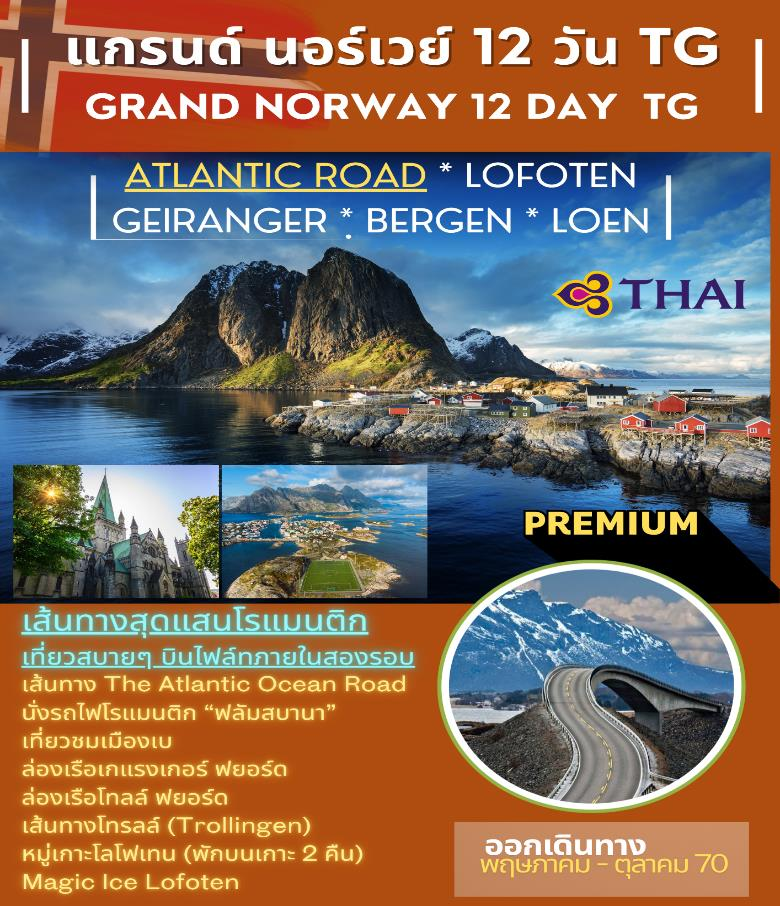 แกรนด์ นอร์เวย์ 12 วัน TG
GRAND NORWAY 12 DAY TG
ATLANTIC ROAD * LOFOTEN
GEIRANGER * BERGEN * LOEN
THAI
PREMIUM
เส้นทางสุดแสนโรแมนติก
เที่ยวสบายๆ บินไฟล์ทภายในสองรอบ
เส้นทาง The Atlantic Ocean Road
นั่งรถไฟโรแมนติก “ฟลัมสบานา”
เที่ยวชมเมืองเบ
ล่องเรือเกแรงเกอร์ ฟยอร์ด
ล่องเรือโทลล์ ฟยอร์ด
เส้นทางโทรลล์ (Trollingen)
หมู่เกาะโลโฟเทน (พักบนเกาะ 2 คืน)
Magic Ice Lofoten
ออกเดินทาง
พฤษภาคม - ตุลาคม 70